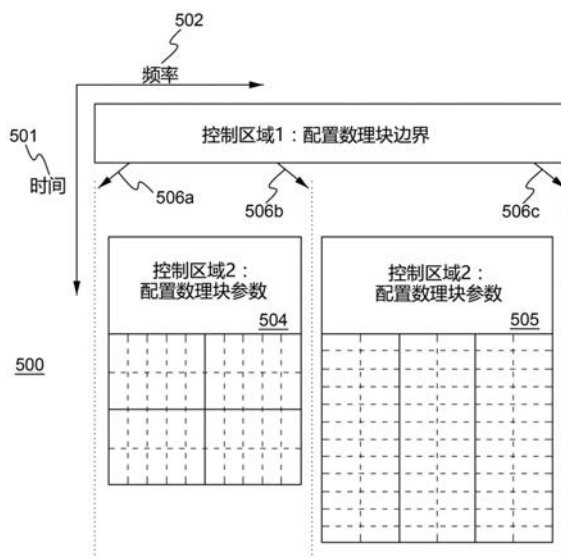 502
频率
501
时间
控制区域1：配置数理块边界
506a
506b
506c
控制区域2：
配置数理块参数
504
控制区域2：
配置数理块参数
505
500